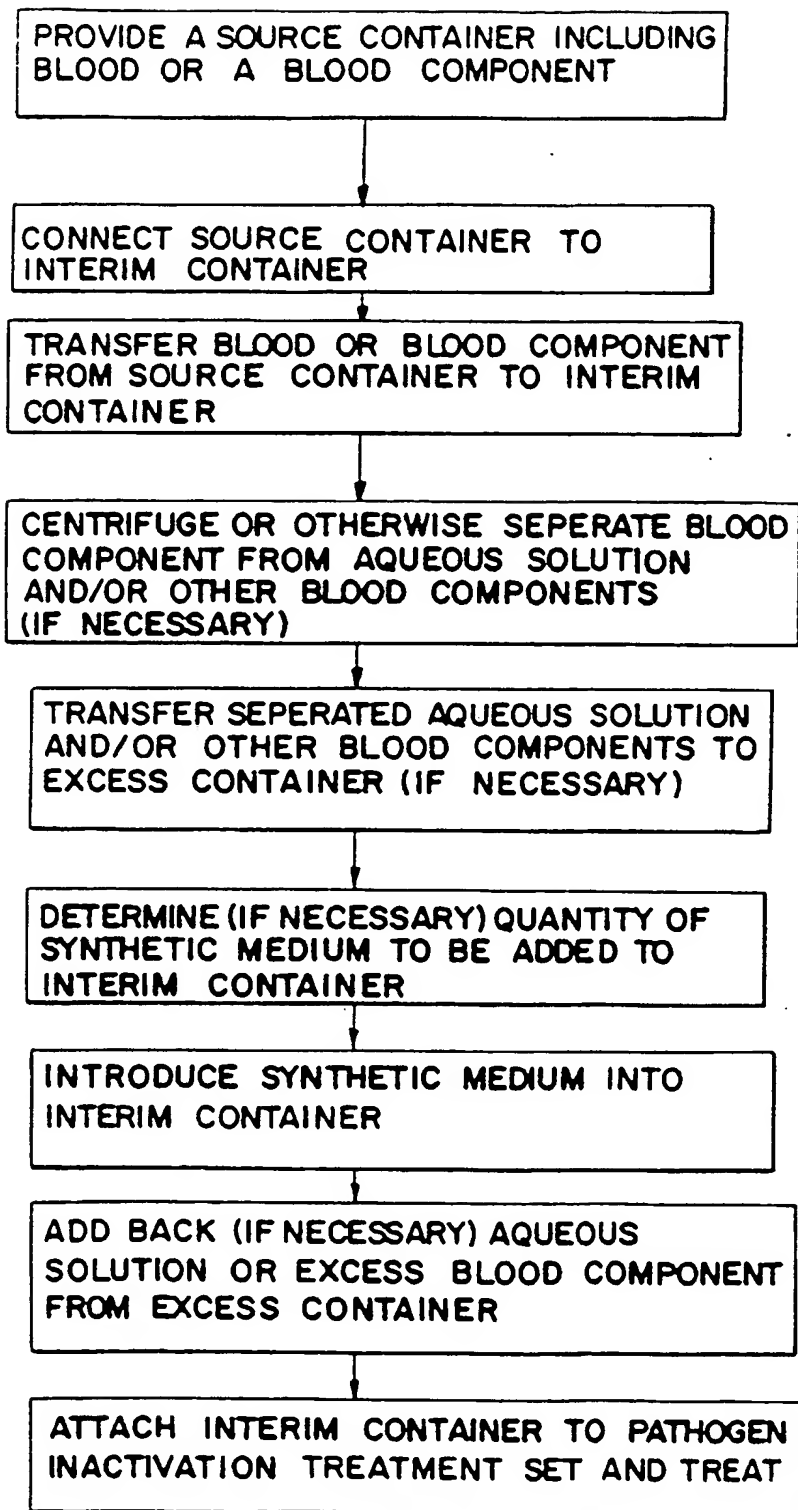 PROVIDE A SOURCE CONTAINER INCLUDING
BLOOD OR A BLOOD COMPONENT
CONNECT SOURCE CONTAINER TO
INTERIM CONTAINER
TRANSFER BLOOD OR BLOOD COMPONENT
FROM SOURCE CONTAINER TO INTERIM
CONTAINER
CENTRIFUGE OR OTHERWISE SEPERATE BLOOD
COMPONENT FROM AQUEOUS SOLUTION
AND/OR OTHER BLOOD COMPONENTS
(IF NECESSARY)
TRANSFER SEPERATED AQUEOUS SOLUTION
AND/OR OTHER BLOOD COMPONENTS TO
EXCESS CONTAINER (IF NECESSARY)
DETERMINE (IF NECESSARY) QUANTITY OF
SYNTHETIC MEDIUM TO BE ADDED TO
INTERIM CONTAINER
INTRODUCE SYNTHETIC MEDIUM INTO
INTERIM CONTAINER
ADD BACK (IF NECESSARY) AQUEOUS
SOLUTION OR EXCESS BLOOD COMPONENT
FROM EXCESS CONTAINER
ATTACH INTERIM CONTAINER TO PATHOGEN
INACTIVATION TREATMENT SET AND TREAT